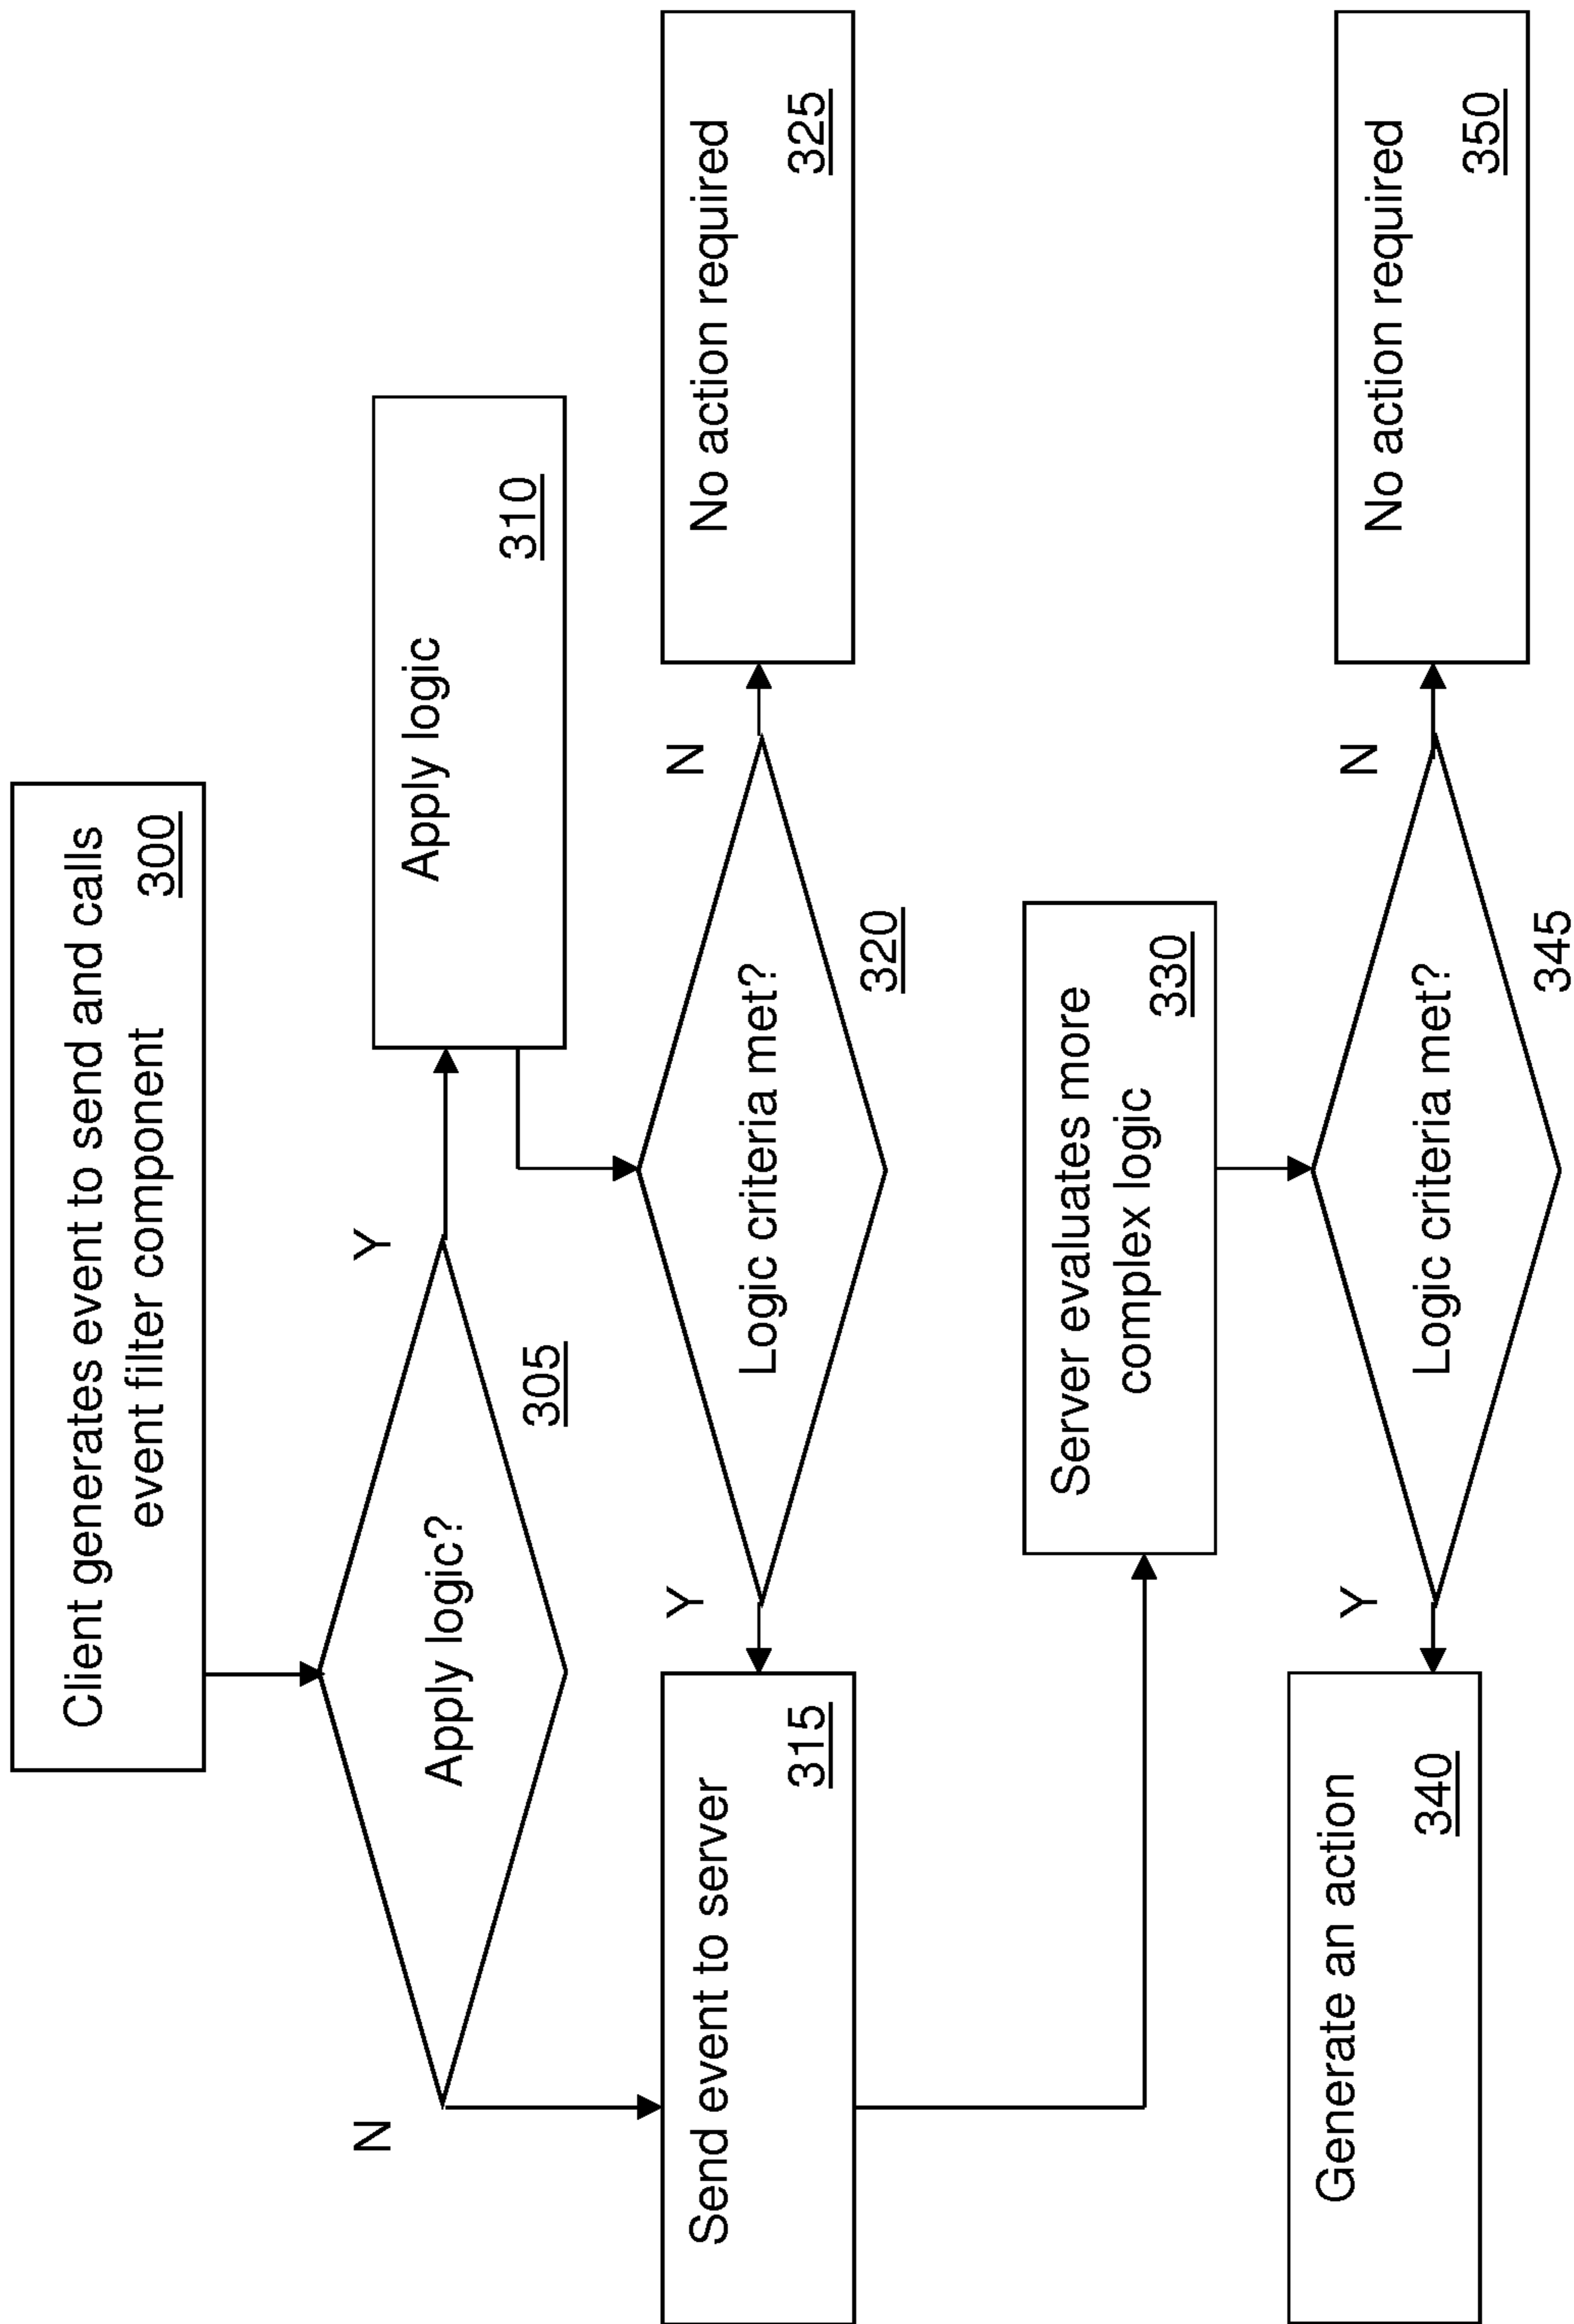 Client generates event to send and calls
event filter component
300
Apply logic?
305
Y
N
Apply logic
310
Send event to server
315
Y
Logic criteria met?
320
N
No action required
325
Server evaluates more
complex logic
330
Generate an action
340
Y
Logic criteria met?
345
N
No action required
350